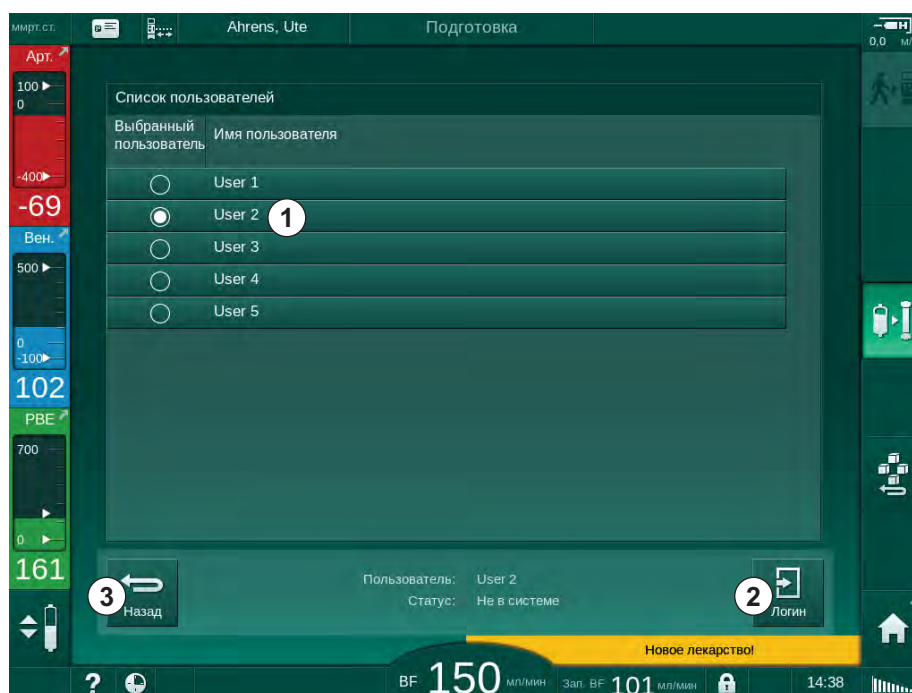 ммрт.ст. Ahrens, Ute Подготовка
0,0 м/
Арт.
100
0
-400
-69
Вен.
500
0
-100
102
PBE
700
0
161
Список пользователей
Выбранный пользователь Имя пользователя
User 1
User 2 1
User 3
User 4
User 5
3 Назад
Пользователь: User 2
Статус: Не в системе
2 Логин
Новое лекарство!
? BF 150 мл/мин Зап. BF 101 мл/мин 14:38